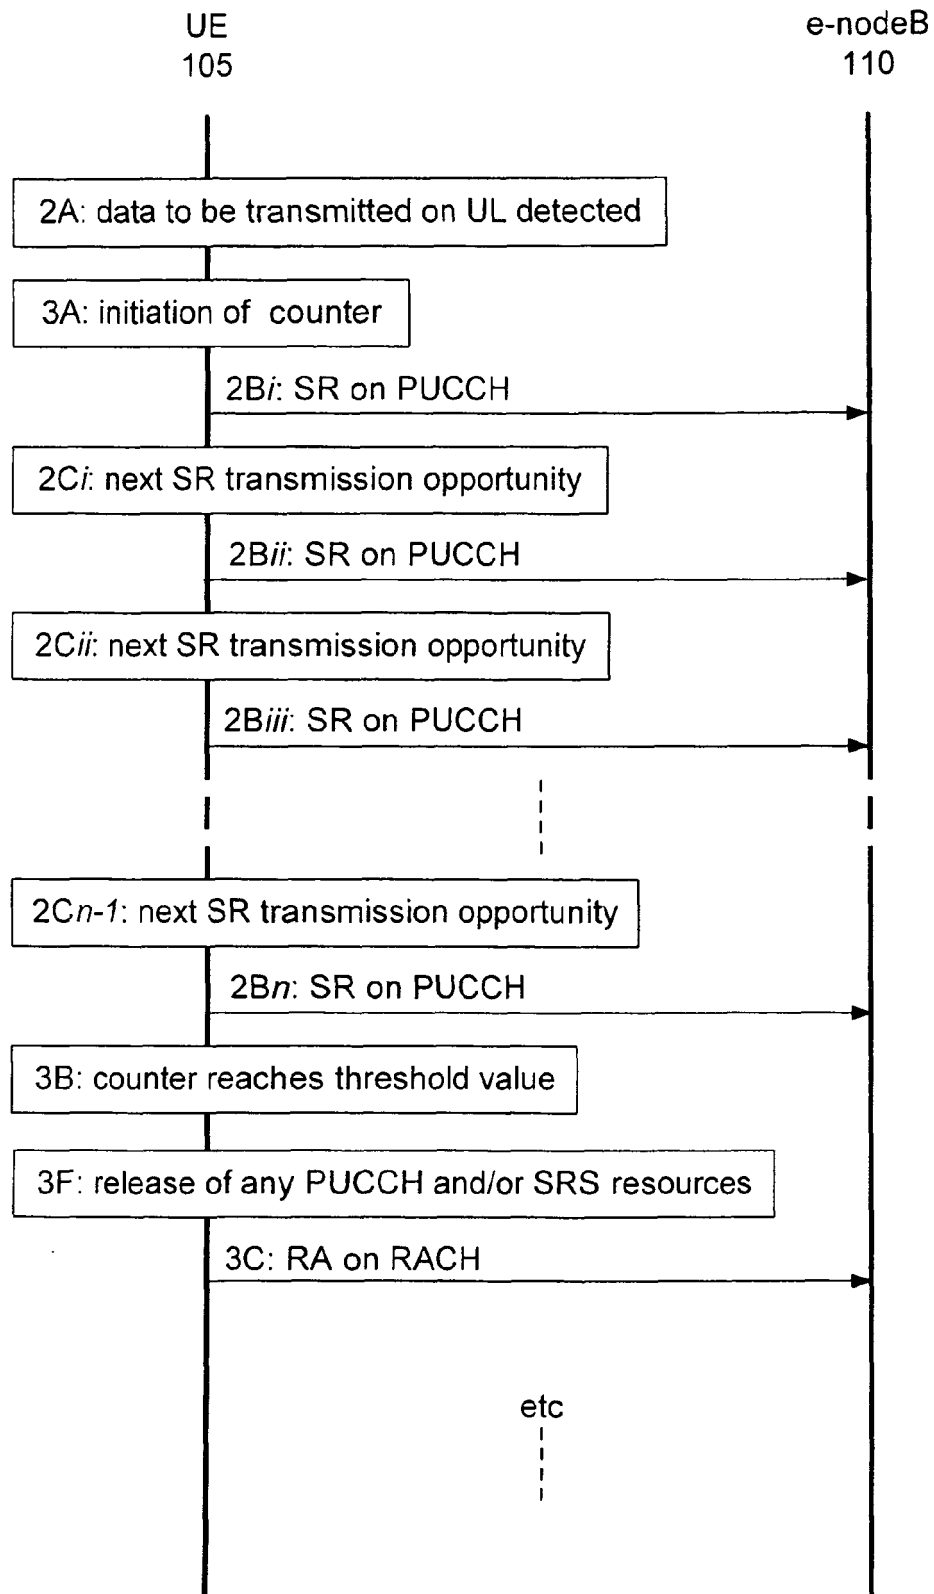 UE
105
e-nodeB
110
2A: data to be transmitted on UL detected
3A: initiation of counter
2Bi: SR on PUCCH
2Ci: next SR transmission opportunity
2Bii: SR on PUCCH
2Cii: next SR transmission opportunity
2Biii: SR on PUCCH
2Cn-1: next SR transmission opportunity
2Bn: SR on PUCCH
3B: counter reaches threshold value
3F: release of any PUCCH and/or SRS resources
3C: RA on RACH
etc